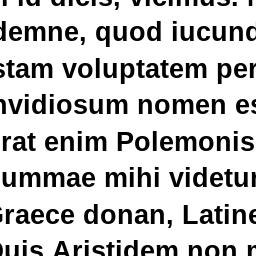 id dicis, vicimus.
demne, quod iucund
stam voluptatem per
nvidiosum nomen es
rat enim Polemonis
ummae mihi videtur
Graece donan, Latine
Quis Aristidem non